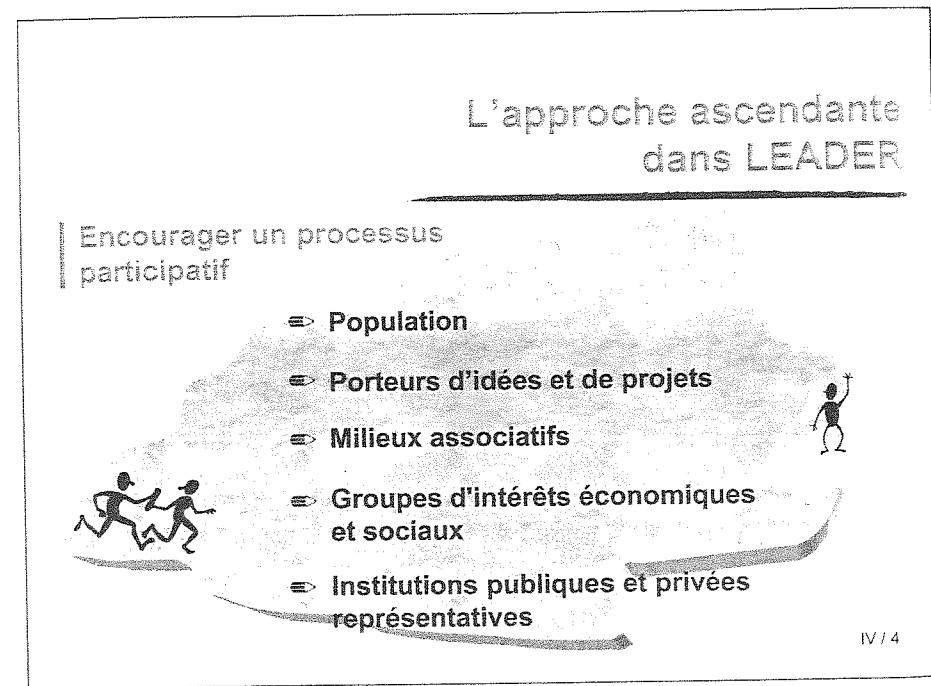 L'approche ascendante
dans LEADER
Encourager un processus
participatif
Population
Porteurs d'idées et de projets
Milieux associatifs
Groupes d'intérêts économiques
et sociaux
Institutions publiques et privées
représentatives
IV / 4